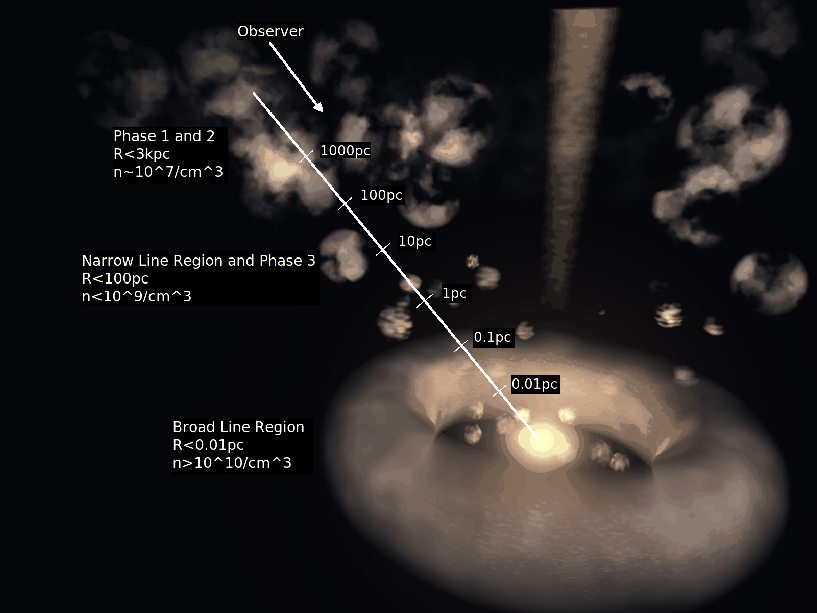 Observer
Phase 1 and 2
R<3kpc
n~10^7/cm^3
1000pc
100pc
10pc
Narrow Line Region and Phase 3
R<100pc
n<10^9/cm^3
1pc
0.1pc
0.01pc
Broad Line Region
R<0.01pc
n>10^10/cm^3